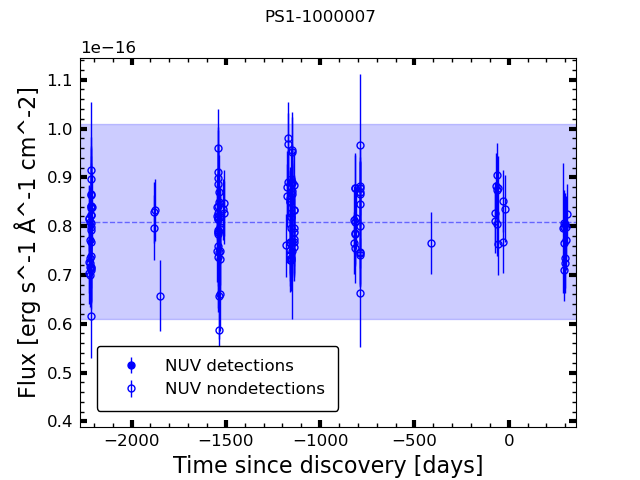 PS1-1000007
1e−16
1.1
1.0
0.9
0.8
0.7
0.6
0.5
0.4
Flux [erg s^-1 Å^-1 cm^-2]
NUV detections
NUV nondetections
−2000 −1500 −1000 −500 0
Time since discovery [days]